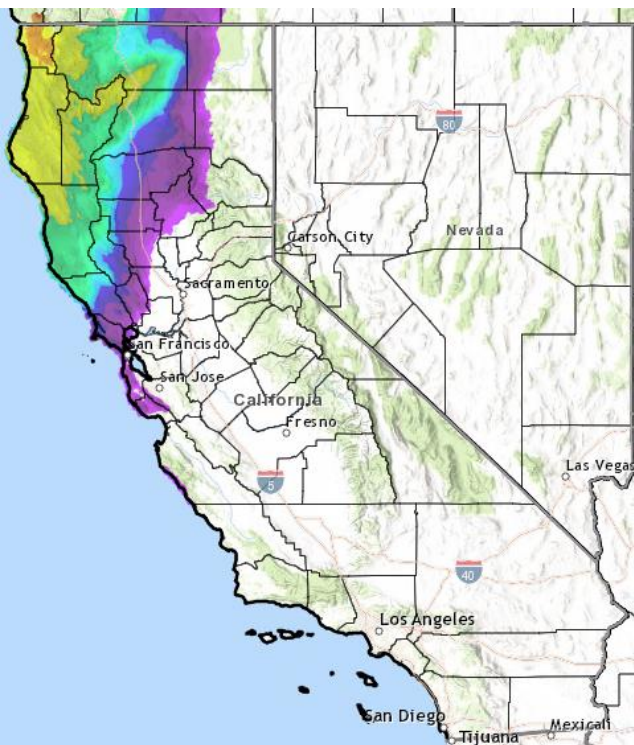 80
Nevada
Carson City
Sacramento
San Francisco
San Jose
California
Fresno
Las Vegas
5
40
Los Angeles
San Diego
Tijuana
Mexicali